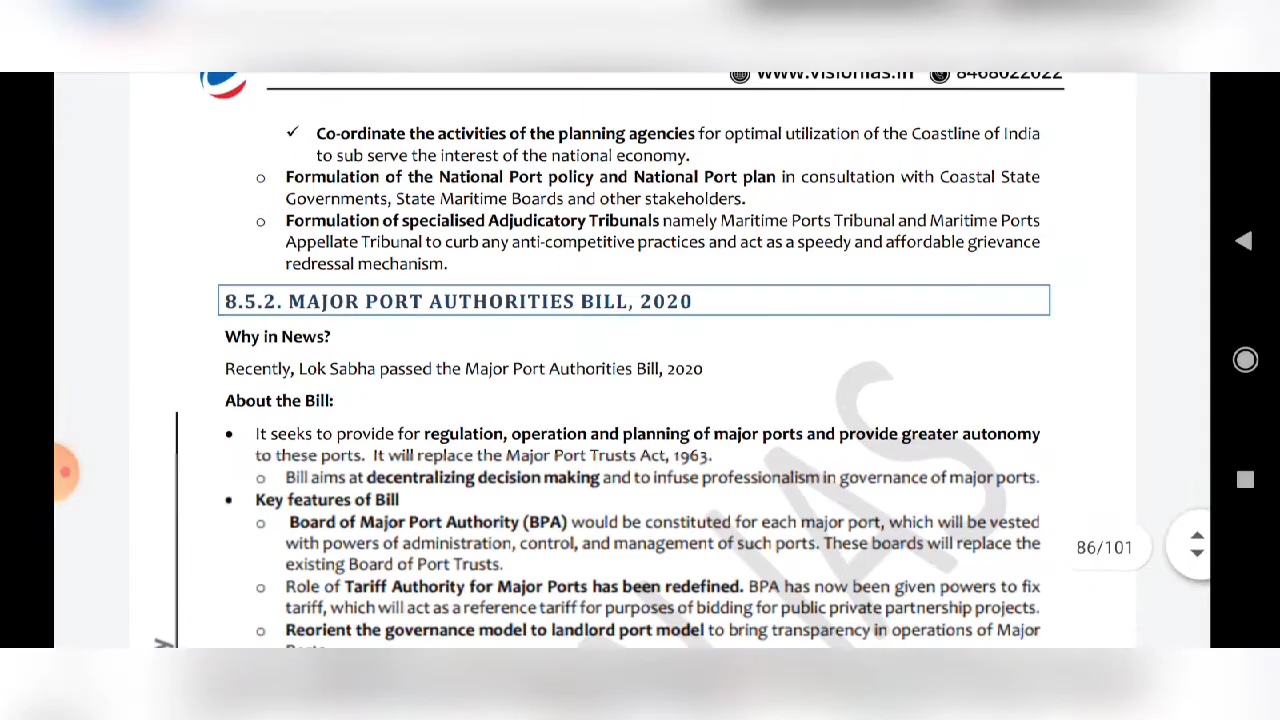 www.visionias.in 8468022022
✓ Co-ordinate the activities of the planning agencies for optimal utilization of the Coastline of India
to sub serve the interest of the national economy.
o Formulation of the National Port policy and National Port plan in consultation with Coastal State
Governments, State Maritime Boards and other stakeholders.
o Formulation of specialised Adjudicatory Tribunals namely Maritime Ports Tribunal and Maritime Ports
Appellate Tribunal to curb any anti-competitive practices and act as a speedy and affordable grievance
redressal mechanism.
8.5.2. MAJOR PORT AUTHORITIES BILL, 2020
Why in News?
Recently, Lok Sabha passed the Major Port Authorities Bill, 2020
About the Bill:
• It seeks to provide for regulation, operation and planning of major ports and provide greater autonomy
to these ports. It will replace the Major Port Trusts Act, 1963.
o Bill aims at decentralizing decision making and to infuse professionalism in governance of major ports.
• Key features of Bill
o Board of Major Port Authority (BPA) would be constituted for each major port, which will be vested
with powers of administration, control, and management of such ports. These boards will replace the
existing Board of Port Trusts.
o Role of Tariff Authority for Major Ports has been redefined. BPA has now been given powers to fix
tariff, which will act as a reference tariff for purposes of bidding for public private partnership projects.
o Reorient the governance model to landlord port model to bring transparency in operations of Major
86/101
IAS